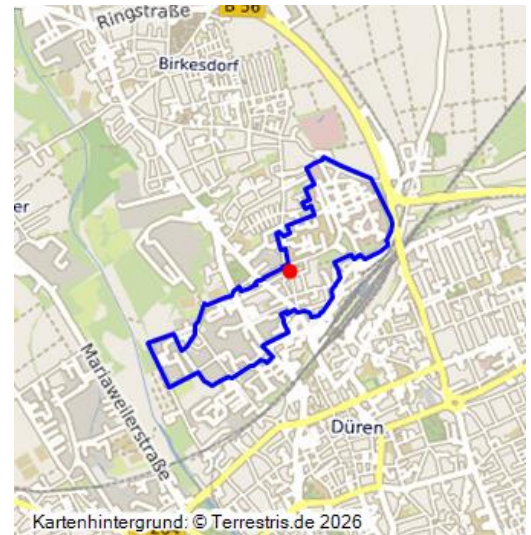 B 56
Ringstraße
Birkesdorf
er
Mariaweilerstraße
Düren
Kartenhintergrund: © Terrestris.de 2026